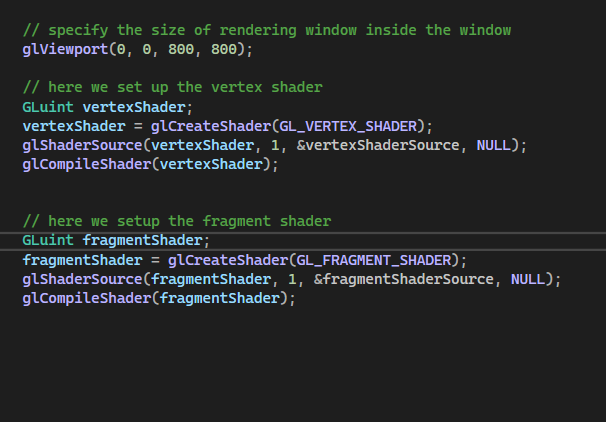 // specify the size of rendering window inside the window
glViewport(0, 0, 800, 800);
// here we set up the vertex shader
GLuint vertexShader;
vertexShader = glCreateShader(GL_VERTEX_SHADER);
glShaderSource(vertexShader, 1, &vertexShaderSource, NULL);
glCompileShader(vertexShader);
// here we setup the fragment shader
GLuint fragmentShader;
fragmentShader = glCreateShader(GL_FRAGMENT_SHADER);
glShaderSource(fragmentShader, 1, &fragmentShaderSource, NULL);
glCompileShader(fragmentShader);